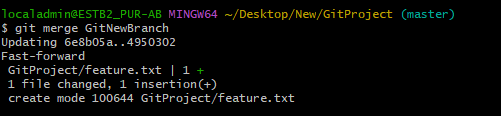 localadmin@ESTB2_PUR-AB MINGW64 ~/Desktop/New/GitProject (master)
$ git merge GitNewBranch
Updating 6e8b05a..4950302
Fast-forward
 GitProject/feature.txt | 1 +
 1 file changed, 1 insertion(+)
 create mode 100644 GitProject/feature.txt